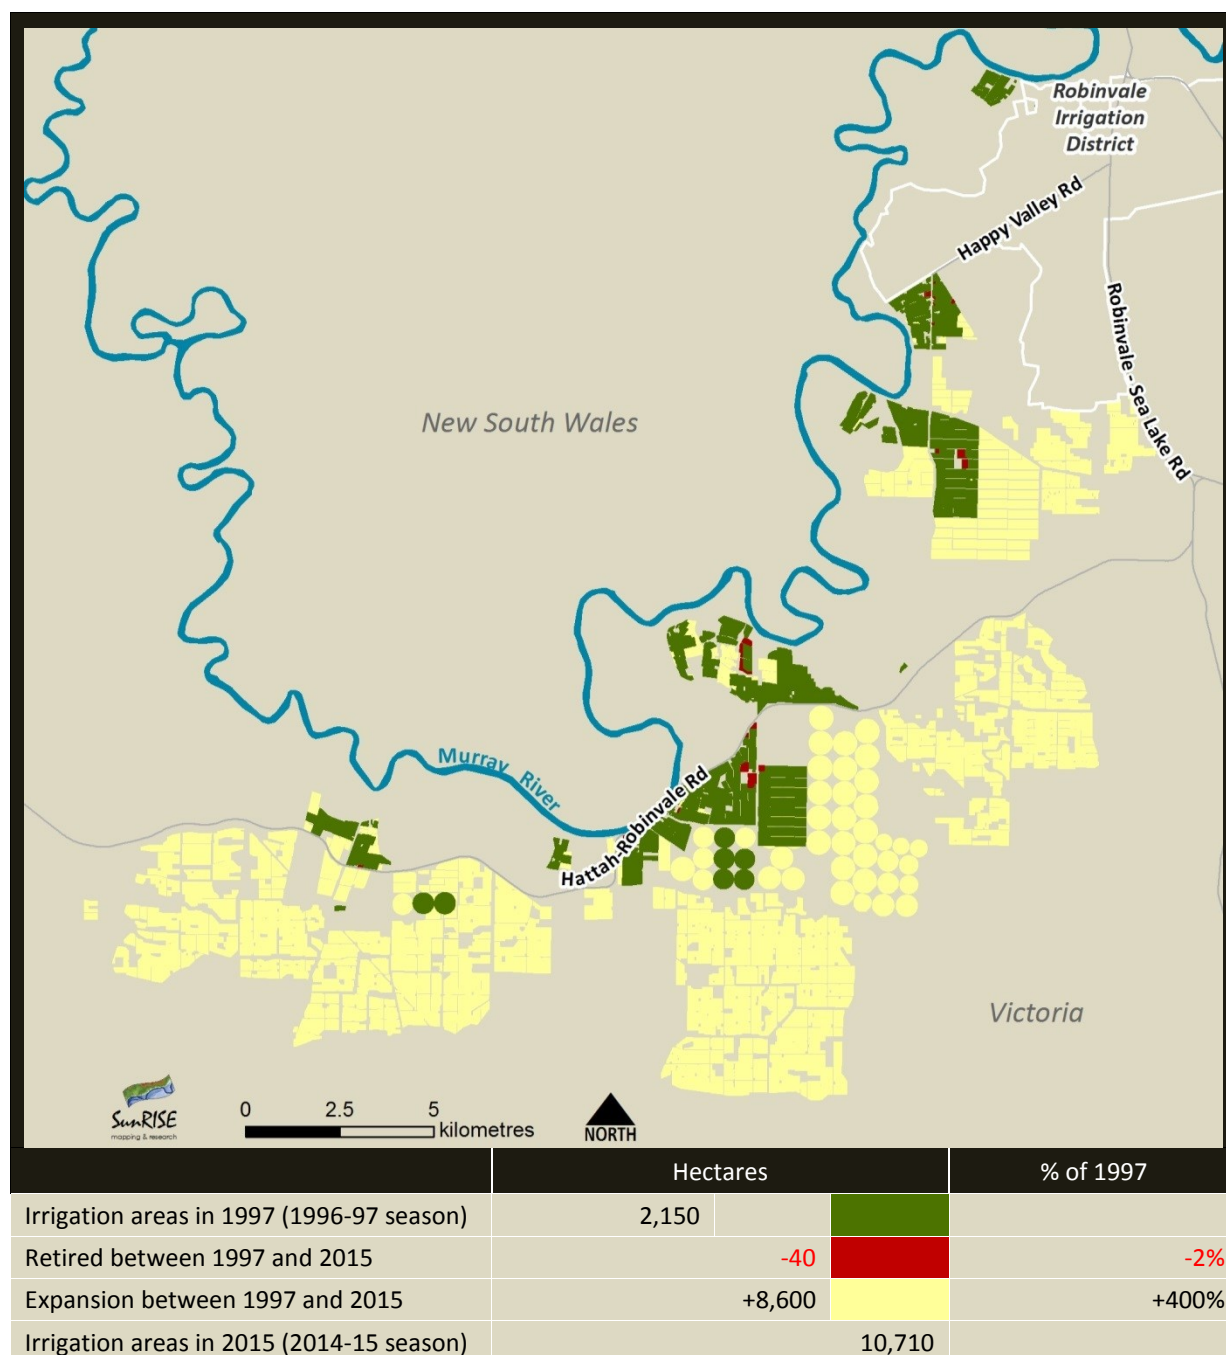 Robinvale
Irrigation
District
Happy Valley Rd
Robinvale - Sea Lake Rd
New South Wales
Murray River
Hattah-Robinvale Rd
Victoria
SunRISE
mapping & research
0 2.5 5
kilometres
NORTH
Hectares % of 1997
Irrigation areas in 1997 (1996-97 season) 2,150
Retired between 1997 and 2015 -40 -2%
Expansion between 1997 and 2015 +8,600 +400%
Irrigation areas in 2015 (2014-15 season) 10,710